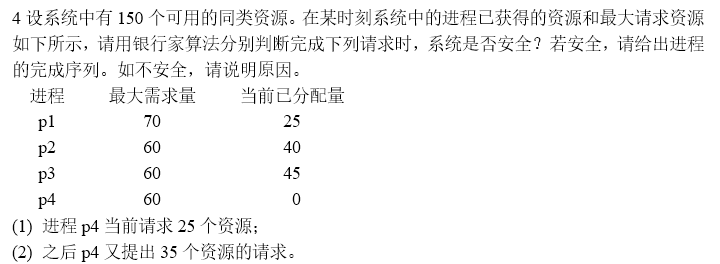 4 设系统中有 150 个可用的同类资源。在某时刻系统中的进程已获得的资源和最大请求资源
如下所示，请用银行家算法分别判断完成下列请求时，系统是否安全？若安全，请给出进程
的完成序列。如不安全，请说明原因。
进程 最大需求量 当前已分配量
p1 70 25
p2 60 40
p3 60 45
p4 60 0
(1) 进程 p4 当前请求 25 个资源；
(2) 之后 p4 又提出 35 个资源的请求。